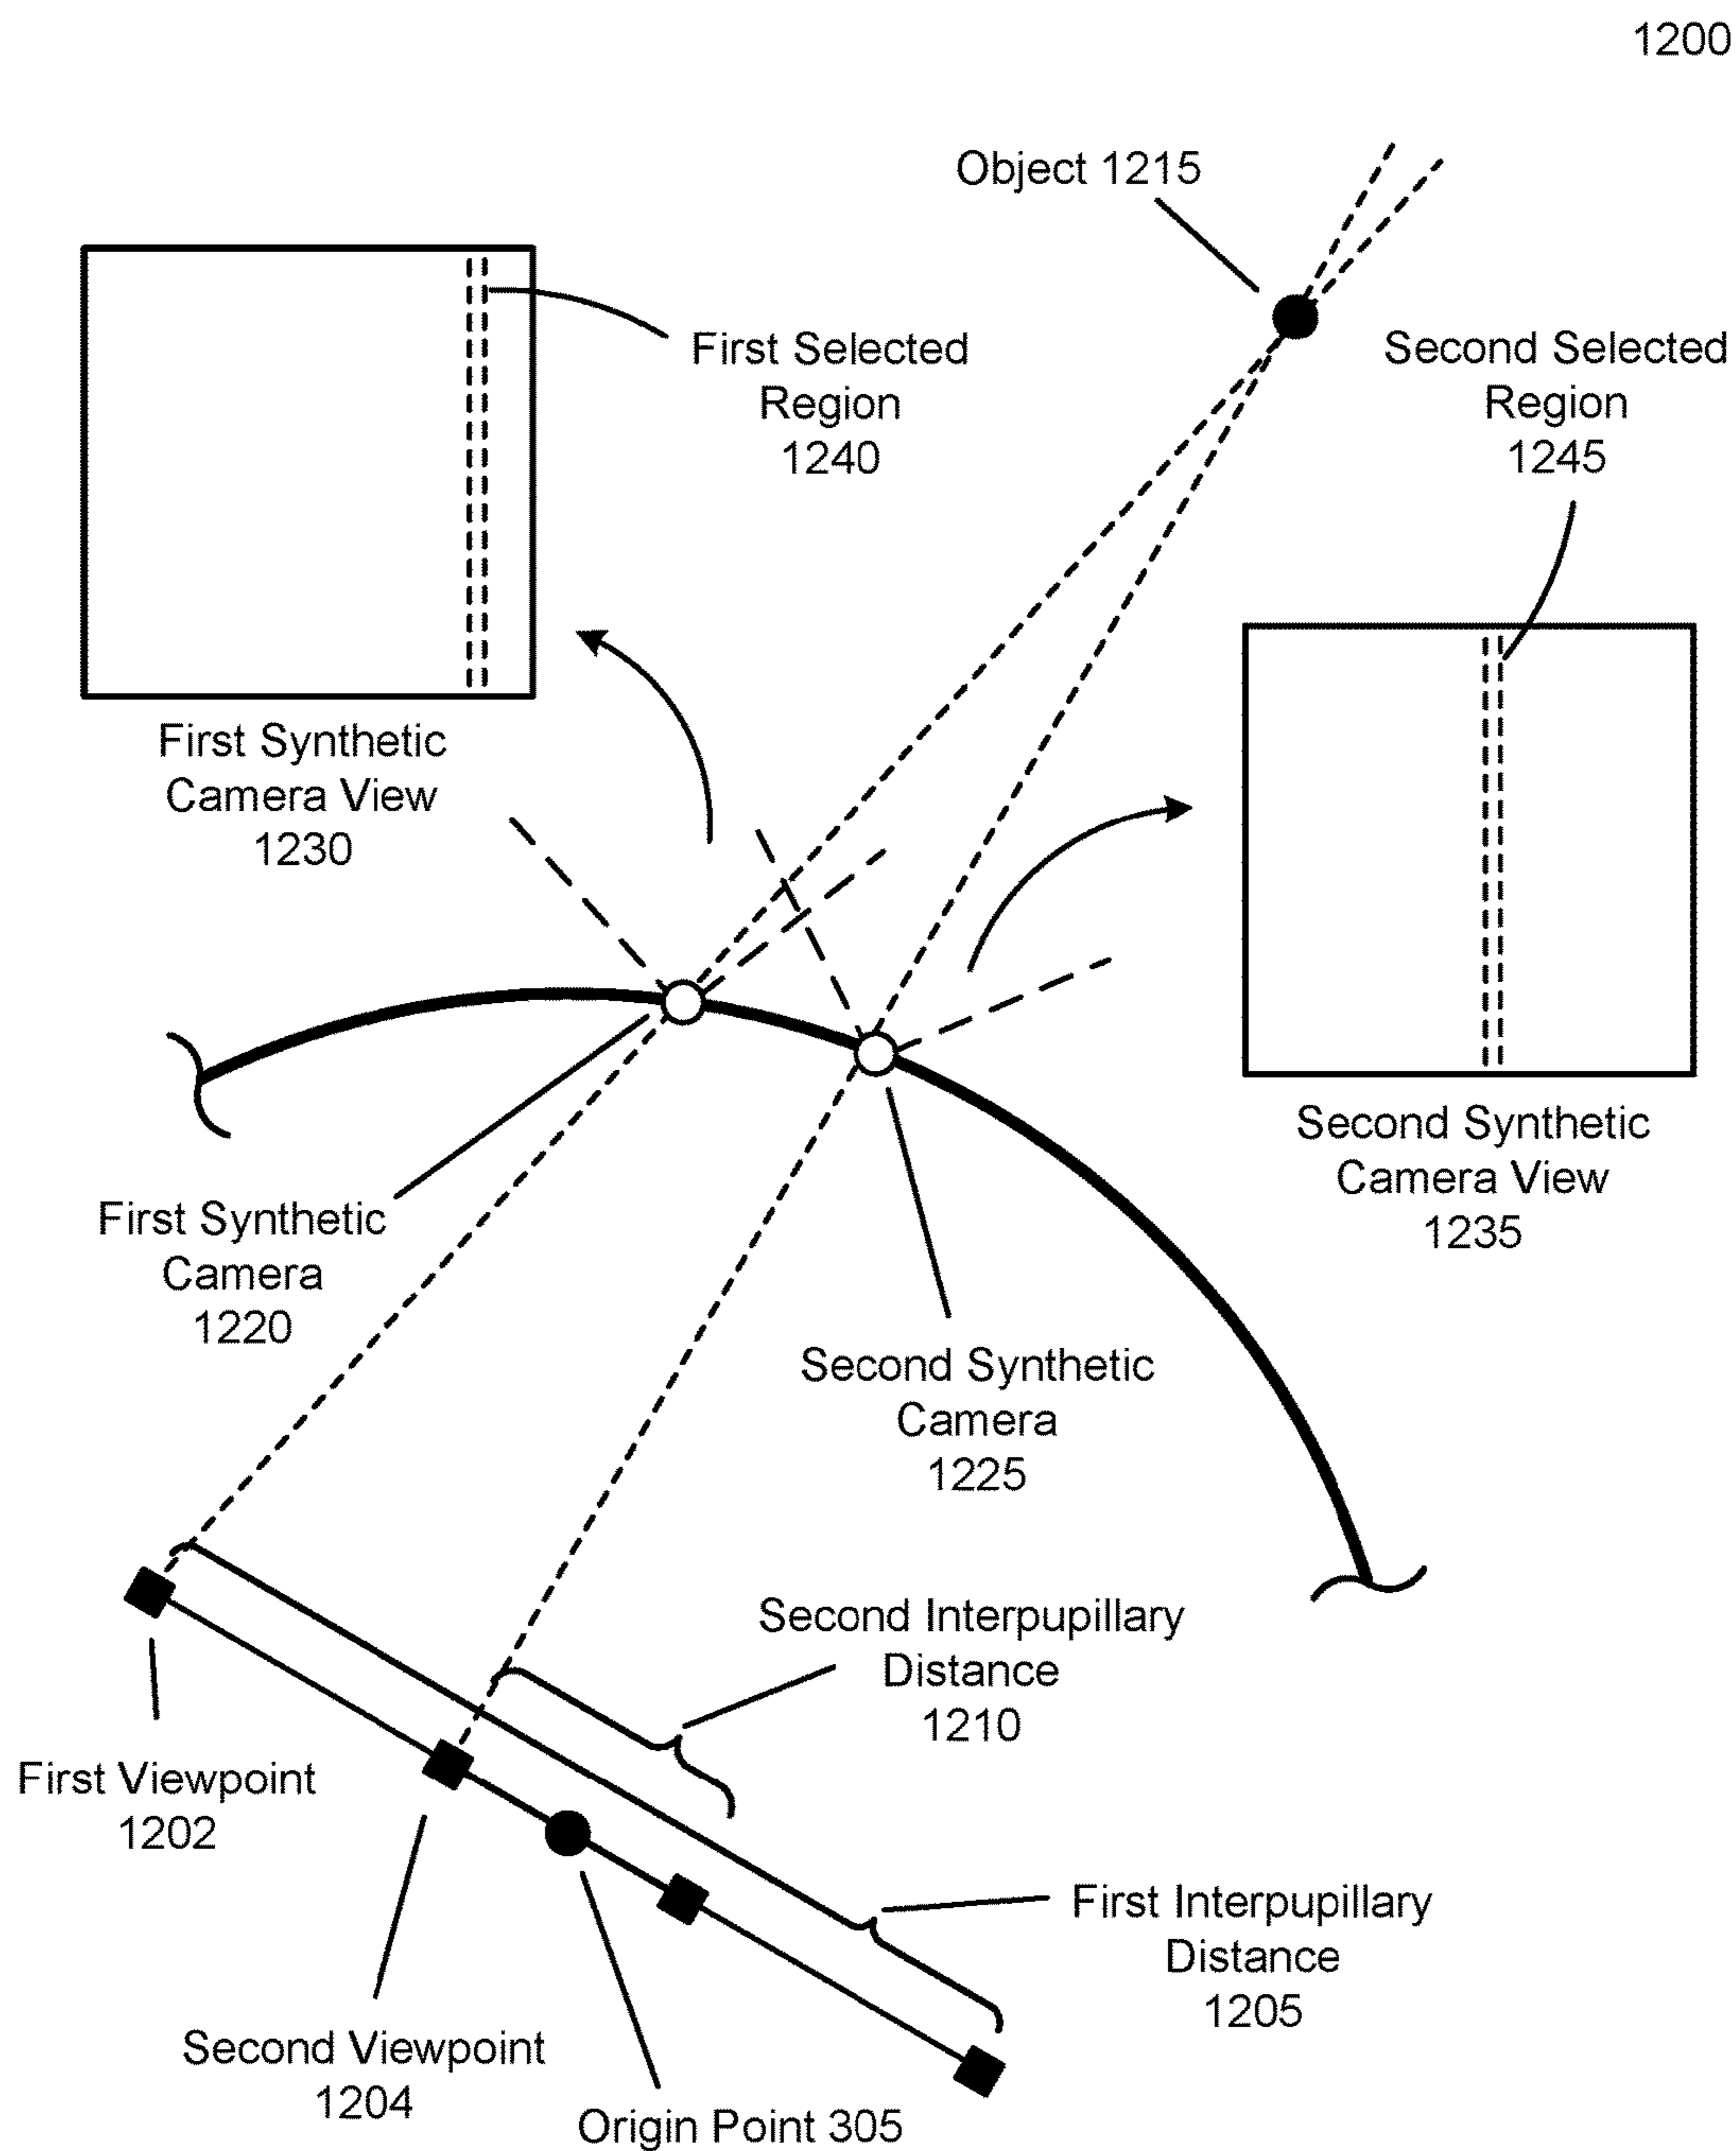 1200
Object 1215
First Selected
Region
1240
Second Selected
Region
1245
First Synthetic
Camera View
1230
Second Synthetic
Camera View
1235
First Synthetic
Camera
1220
Second Synthetic
Camera
1225
Second Interpupillary
Distance
1210
First Viewpoint
1202
First Interpupillary
Distance
1205
Second Viewpoint
1204
Origin Point 305